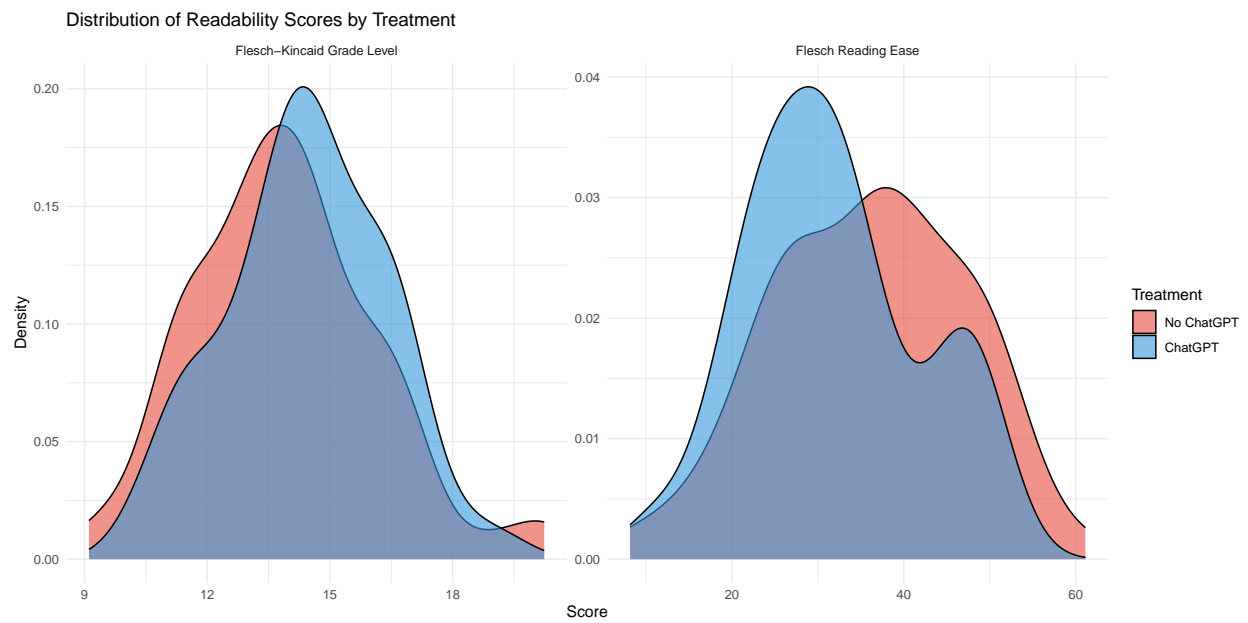 Distribution of Readability Scores by Treatment
Flesch−Kincaid Grade Level
Flesch Reading Ease
0.20
0.15
0.10
0.05
0.00
0.04
0.03
0.02
0.01
0.00
9
12
15
18
20
40
60
Density
Score
Treatment
No ChatGPT
ChatGPT